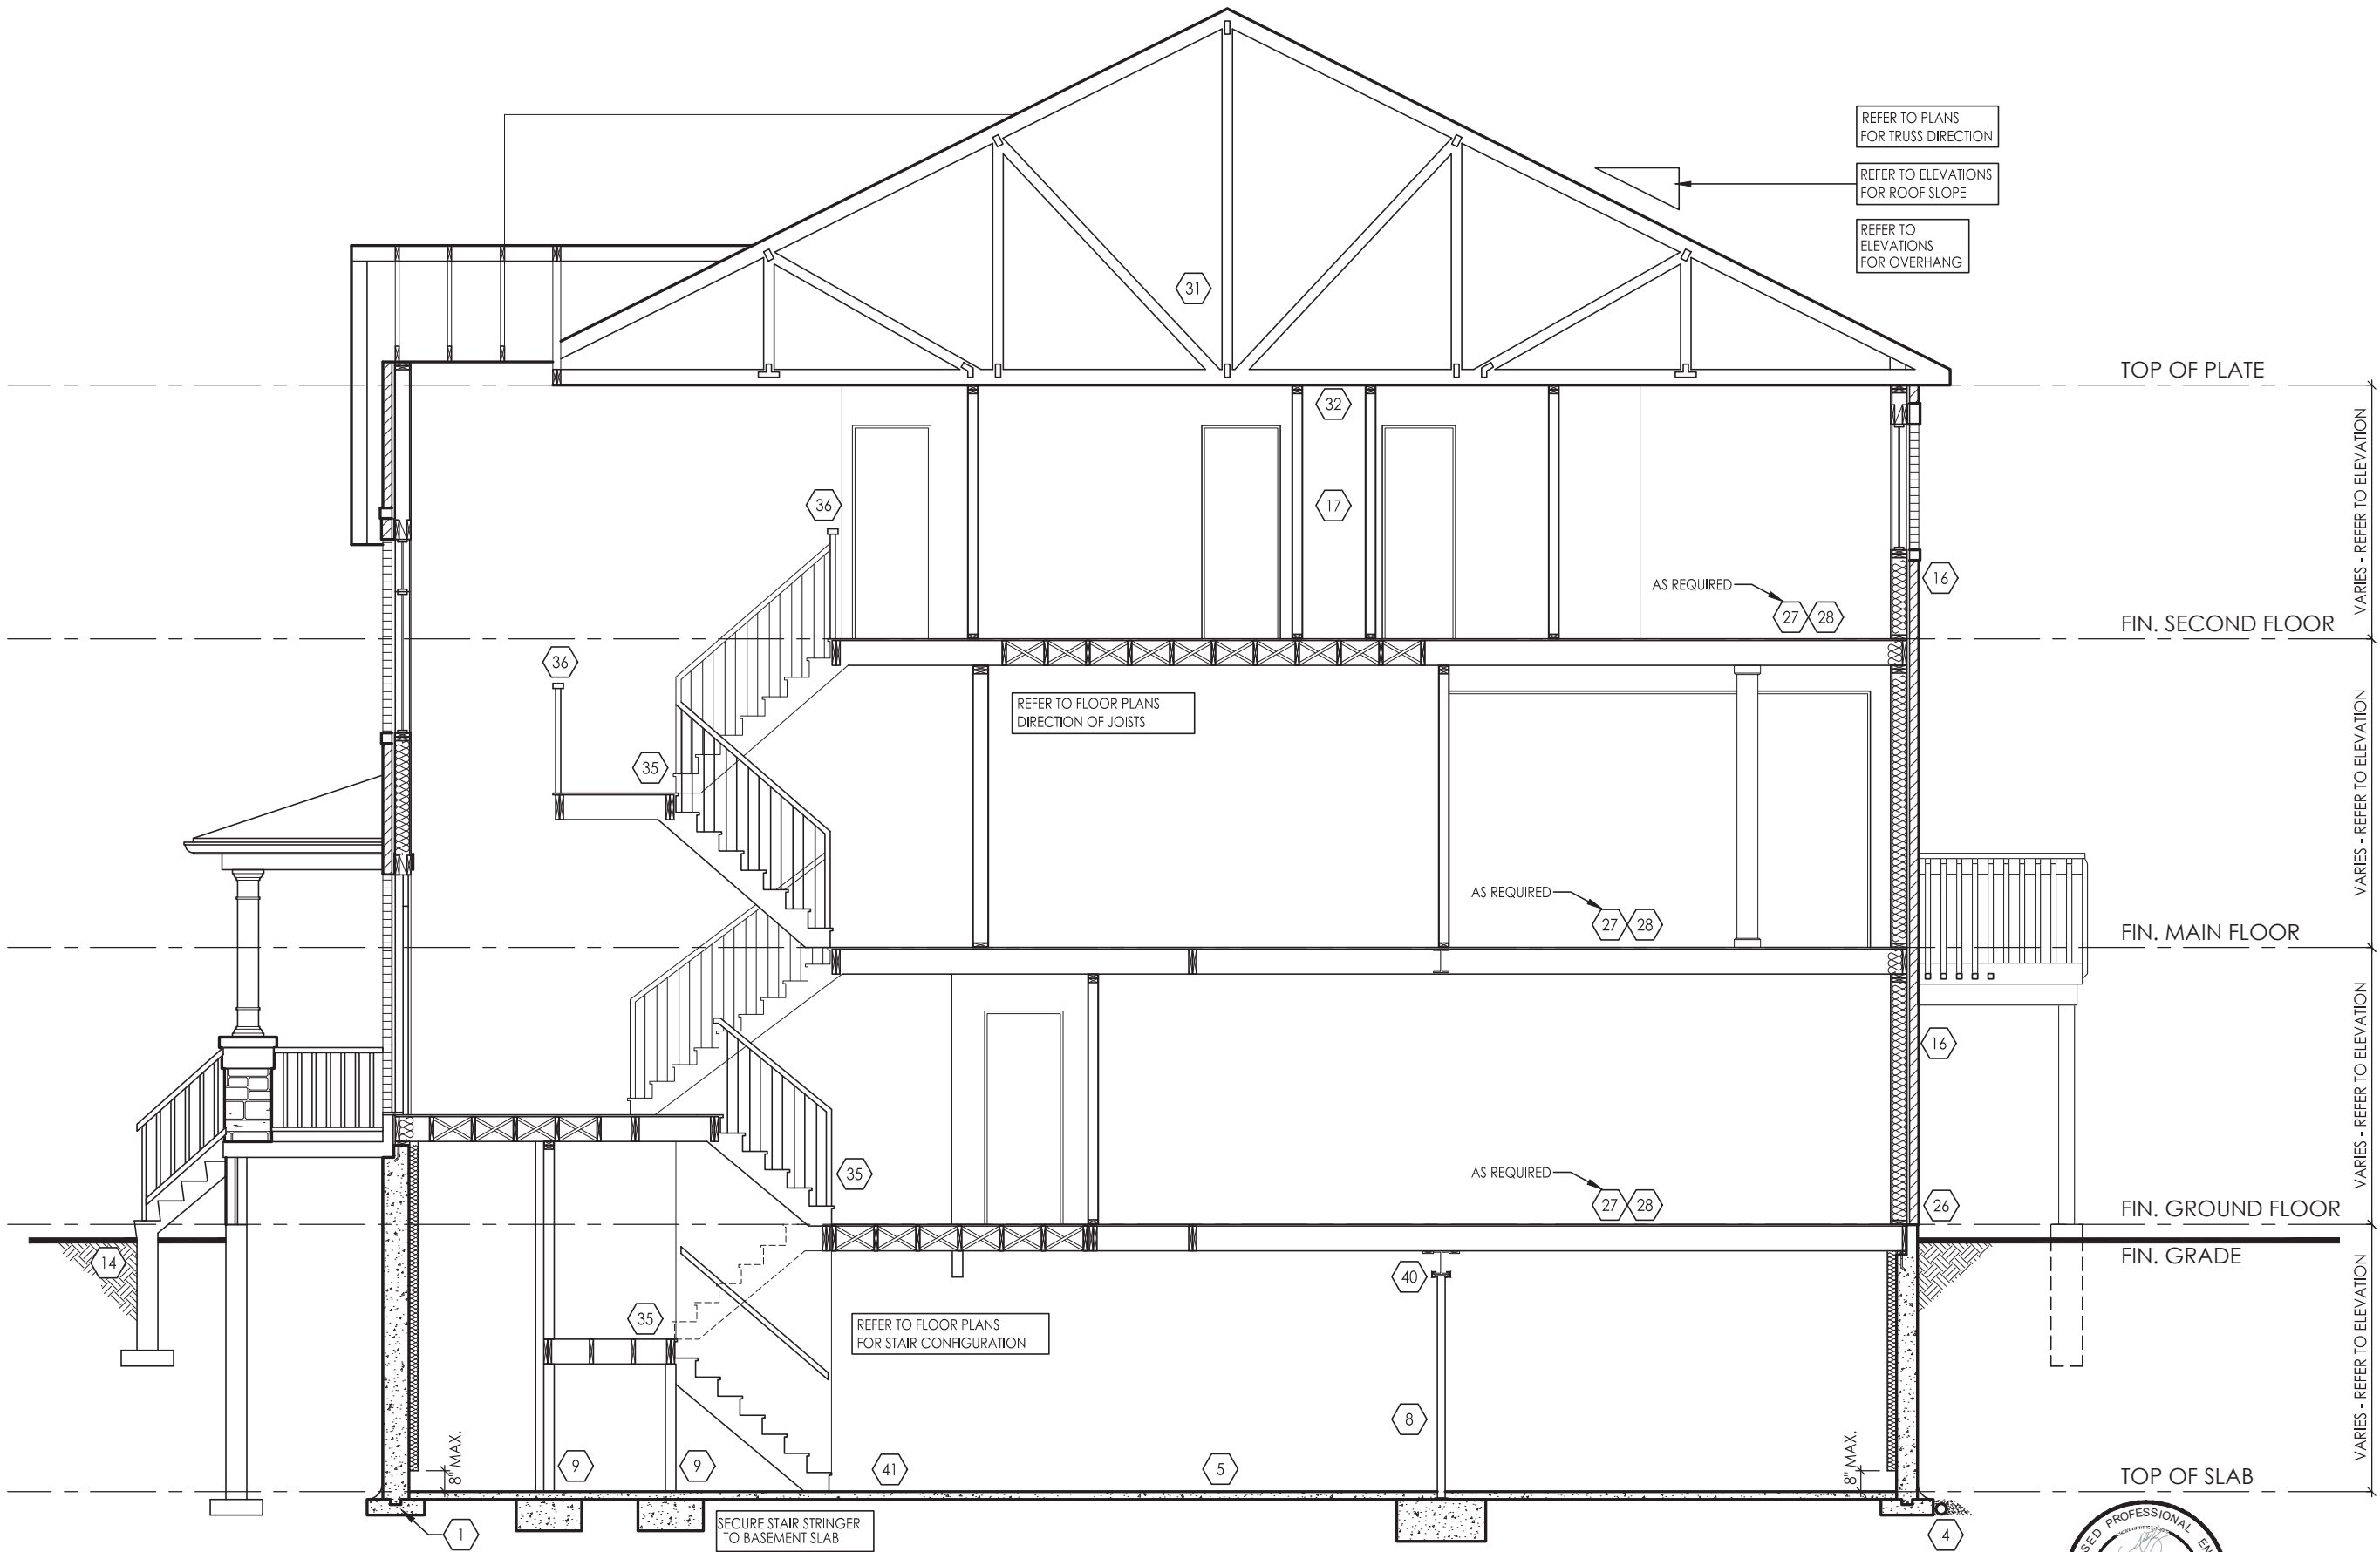 REFER TO PLANS
FOR TRUSS DIRECTION
REFER TO ELEVATIONS
FOR ROOF SLOPE
REFER TO
ELEVATIONS
FOR OVERHANG
31
TOP OF PLATE
32
36
17
VARIES - REFER TO ELEVATION
16
AS REQUIRED
27 28
FIN. SECOND FLOOR
36
REFER TO FLOOR PLANS
DIRECTION OF JOISTS
35
VARIES - REFER TO ELEVATION
AS REQUIRED
27 28
FIN. MAIN FLOOR
16
VARIES - REFER TO ELEVATION
35
AS REQUIRED
27 28
26
FIN. GROUND FLOOR
14
FIN. GRADE
40
35
REFER TO FLOOR PLANS
FOR STAIR CONFIGURATION
VARIES - REFER TO ELEVATION
8
8" MAX.
9
9
41
5
8" MAX.
TOP OF SLAB
1
SECURE STAIR STRINGER
TO BASEMENT SLAB
4
SED PROFESSIONAL EN